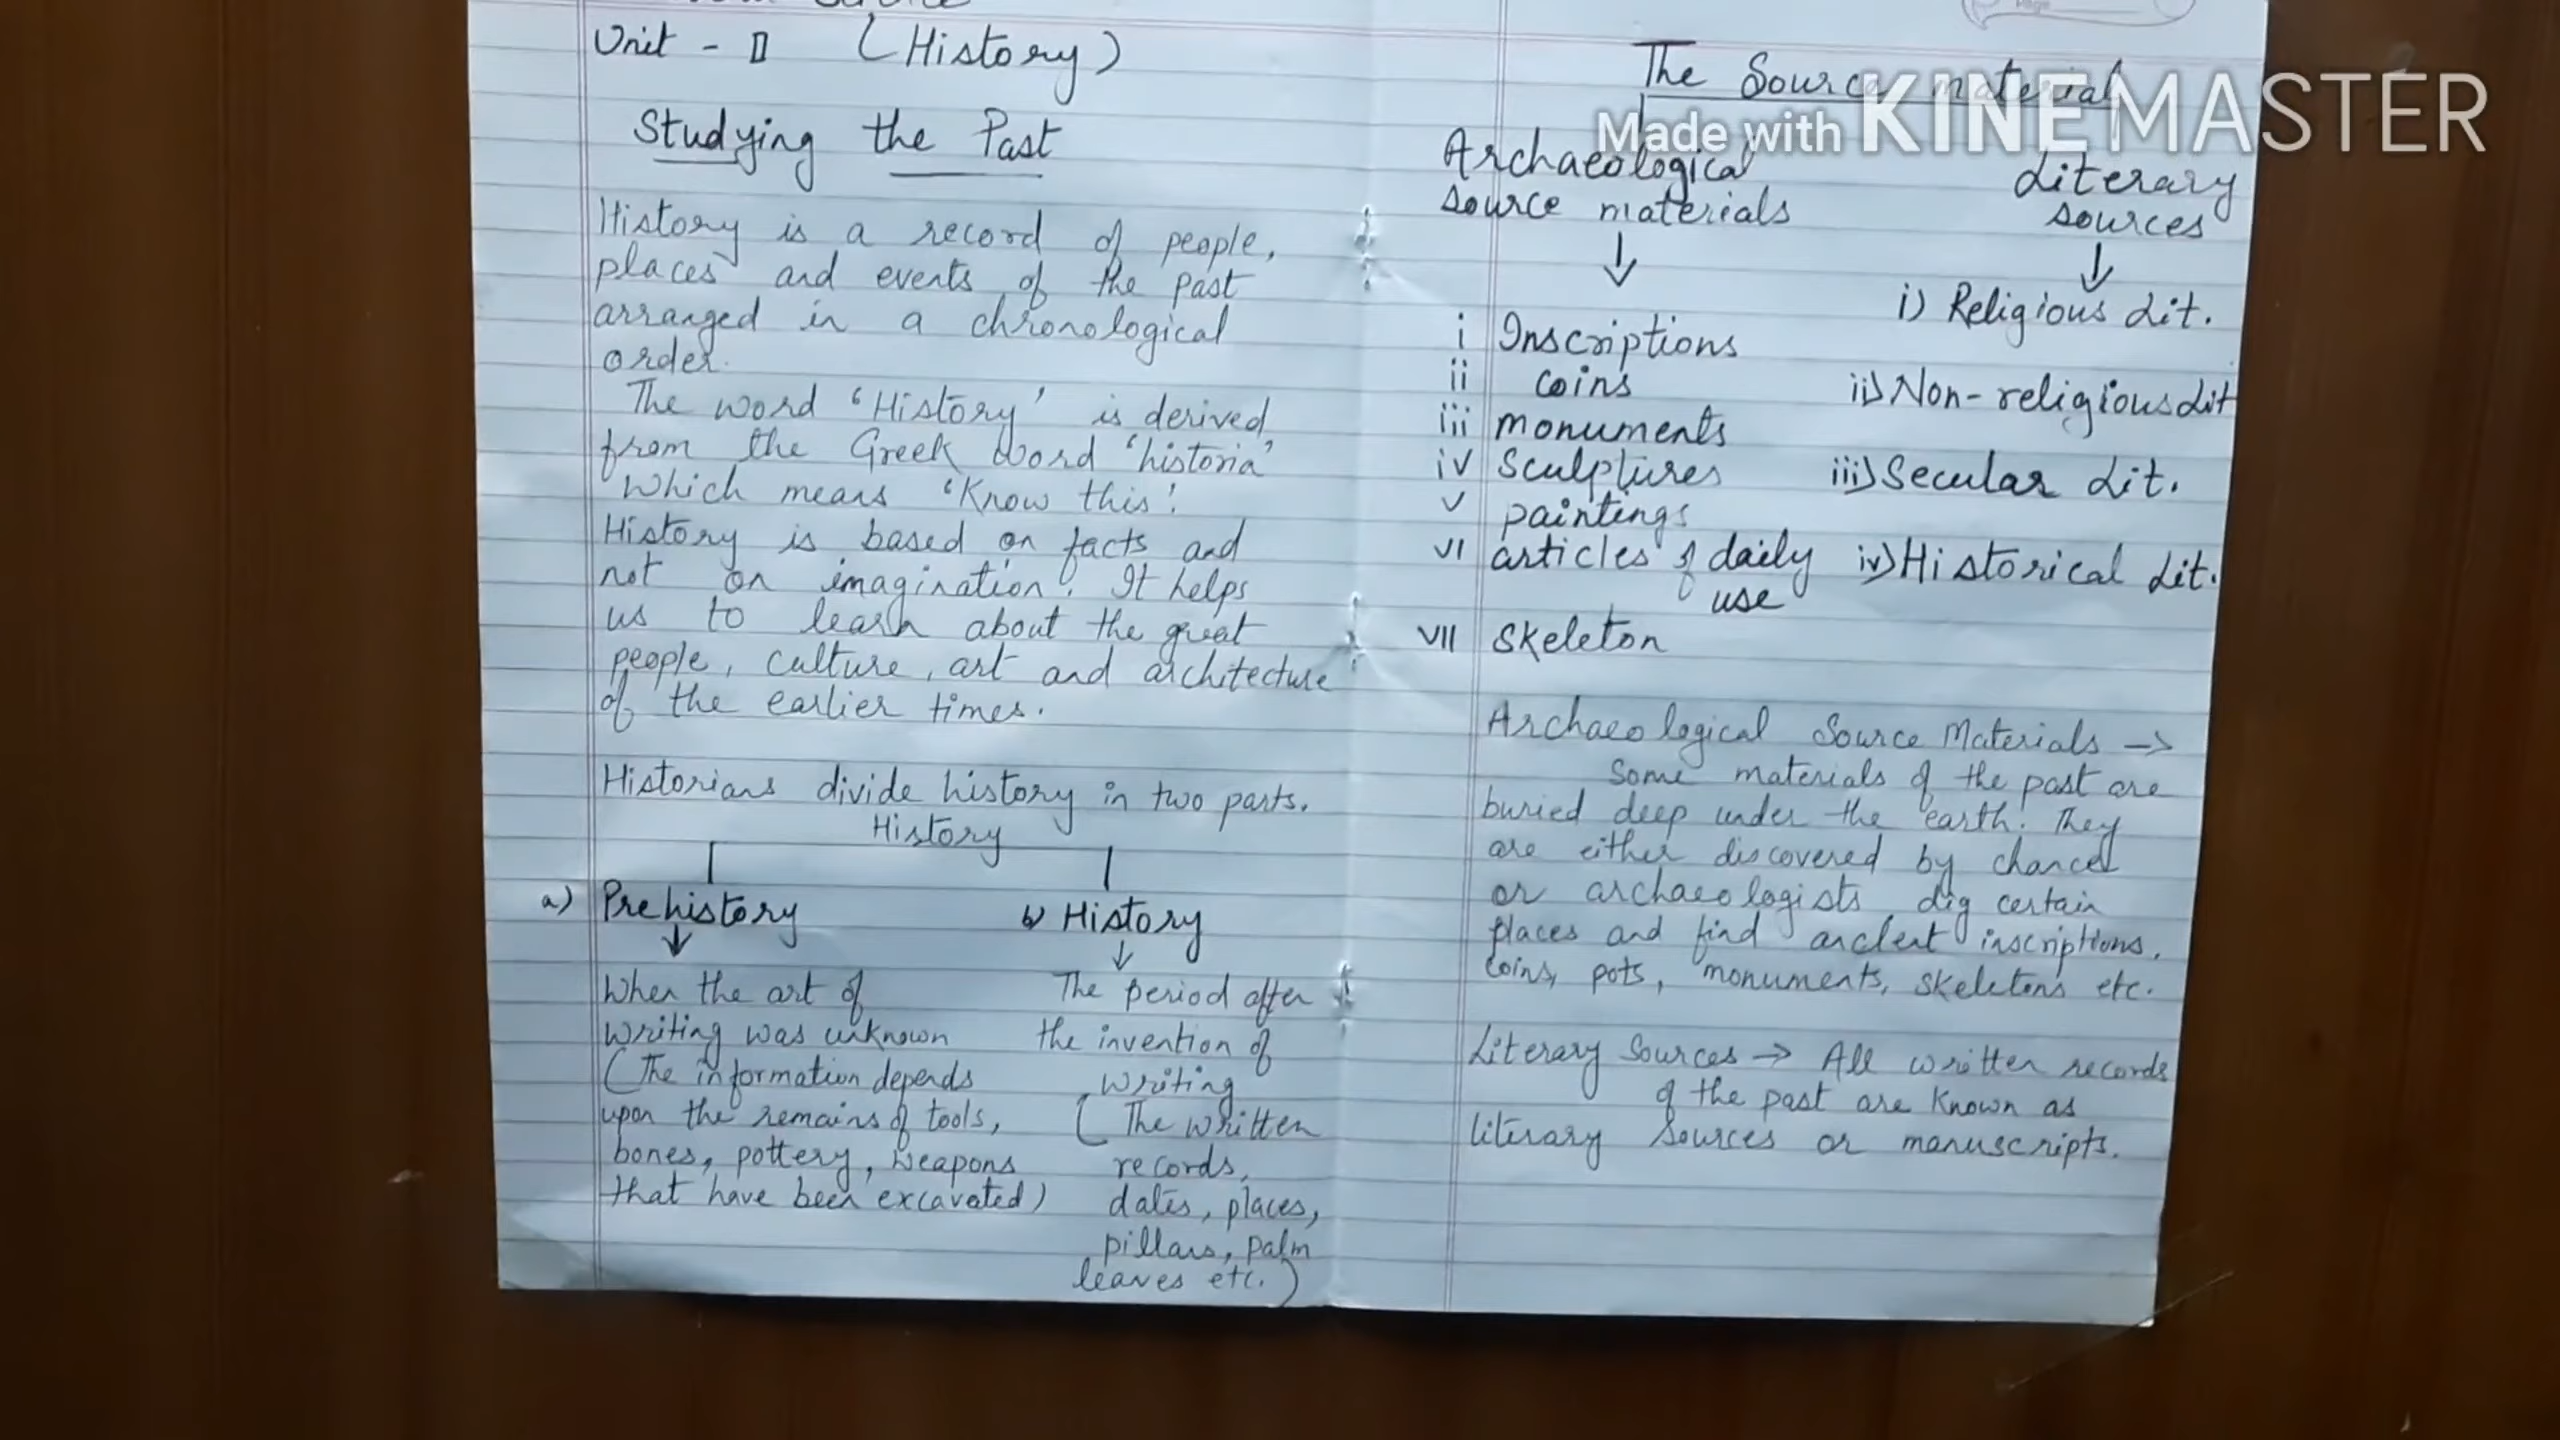 Unit - II (History)
Studying the Past
History is a record of people,
places and events of the past
arranged in a chronological
order.
The word 'History' is derived
from the Greek word 'historia'
which means 'Know this'.
History is based on facts and
not on imagination. It helps
us to learn about the great
people, culture, art and architecture
of the earlier times.
Historians divide history in two parts.
History
a) Prehistory
When the art of
writing was unknown
(The information depends
upon the remains of tools,
bones, pottery, weapons
that have been excavated)
b) History
The period after
the invention of
writing
(The written
records,
dates, places,
pillars, palm
leaves etc.)
The Source material
Made with KINEMASTER
Archaeological
source materials
i Inscriptions
ii coins
iii monuments
iv sculptures
v paintings
VI articles of daily
use
VII skeleton
Literary
sources
i) Religious Lit.
ii) Non-religious Lit
iii) Secular Lit.
iv) Historical Lit.
Archaeological Source Materials →
Some materials of the past are
buried deep under the earth. They
are either discovered by chance
or archaeologists dig certain
places and find ancient inscriptions,
coins, pots, monuments, skeletons etc.
Literary Sources → All written records
of the past are known as
literary sources or manuscripts.